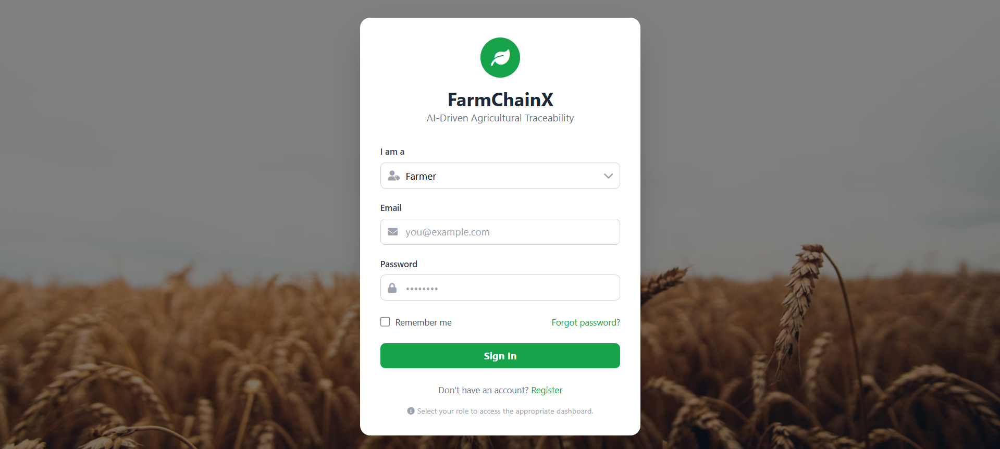 FarmChainX
AI-Driven Agricultural Traceability
I am a
Farmer
Email
you@example.com
Password
••••••••
Remember me
Forgot password?
Sign In
Don't have an account? Register
Select your role to access the appropriate dashboard.